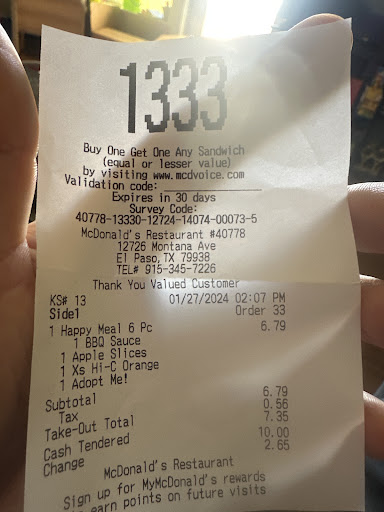 1333
Buy One Get One Any Sandwich
(equal or lesser value)
by visiting www.mcdvoice.com
Validation code:
Expires in 30 days
Survey Code:
40778-13330-12724-14074-00073-5
McDonald's Restaurant #40778
12726 Montana Ave
El Paso, TX 79938
TEL# 915-345-7226
Thank You Valued Customer
KS# 13 01/27/2024 02:07 PM
Side1 Order 33
1 Happy Meal 6 Pc 6.79
1 BBQ Sauce
1 Apple Slices
1 Xs Hi-C Orange
1 Adopt Me!
Subtotal 6.79
Tax 0.56
Take-Out Total 7.35
Cash Tendered 10.00
Change 2.65
McDonald's Restaurant
Sign up for MyMcDonald's rewards
earn points on future visits